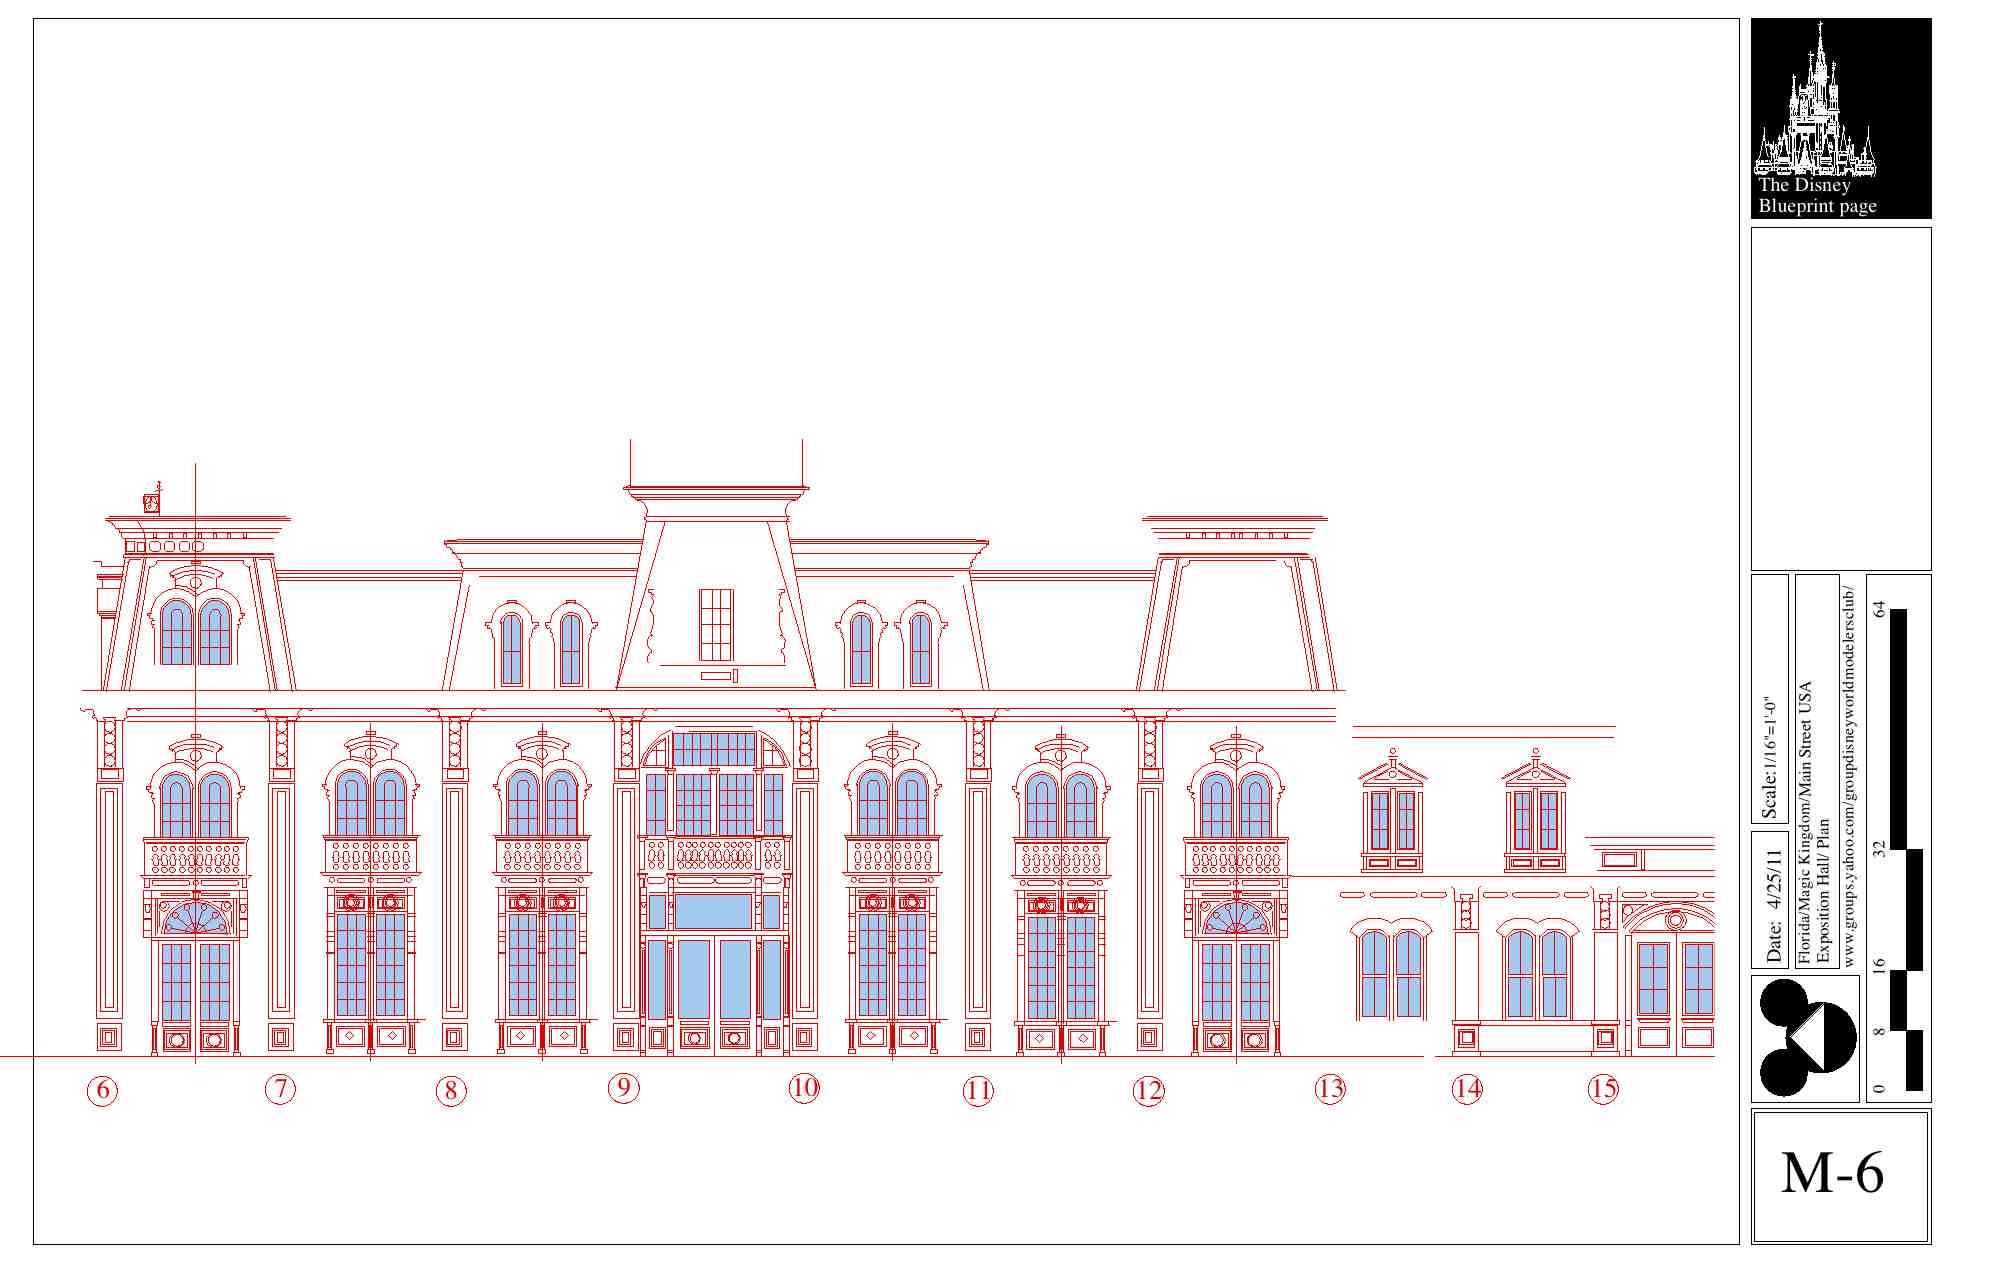 The Disney
Blueprint page
Scale:1/16"=1'-0"
Date: 4/25/11
Florida/Magic Kingdom/Main Street USA
Exposition Hall/ Plan
www.groups.yahoo.com/groupdisneyworldmodelersclub/
64
32
16
8
0
6 7 8 9 10 11 12 13 14 15
M-6